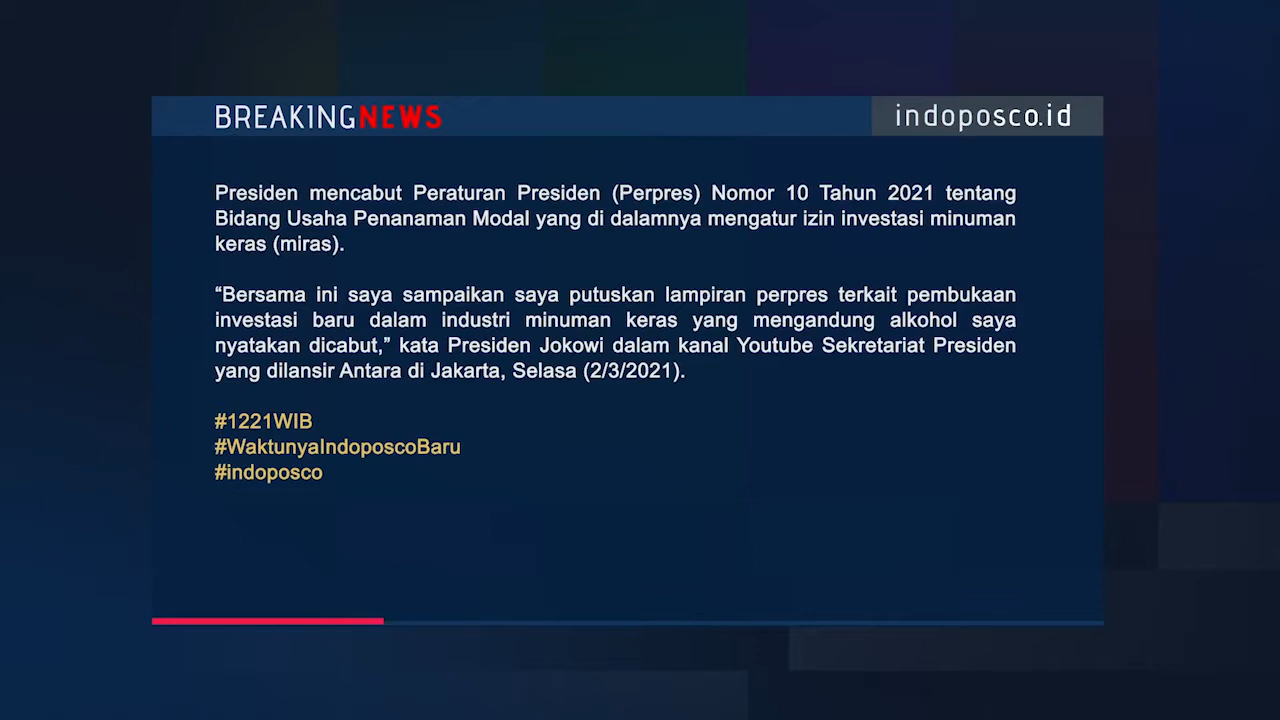 BREAKINGNEWS
indoposco.id
Presiden mencabut Peraturan Presiden (Perpres) Nomor 10 Tahun 2021 tentang
Bidang Usaha Penanaman Modal yang di dalamnya mengatur izin investasi minuman
keras (miras).
“Bersama ini saya sampaikan saya putuskan lampiran perpres terkait pembukaan
investasi baru dalam industri minuman keras yang mengandung alkohol saya
nyatakan dicabut,” kata Presiden Jokowi dalam kanal Youtube Sekretariat Presiden
yang dilansir Antara di Jakarta, Selasa (2/3/2021).
#1221WIB
#WaktunyaIndoposcoBaru
#indoposco